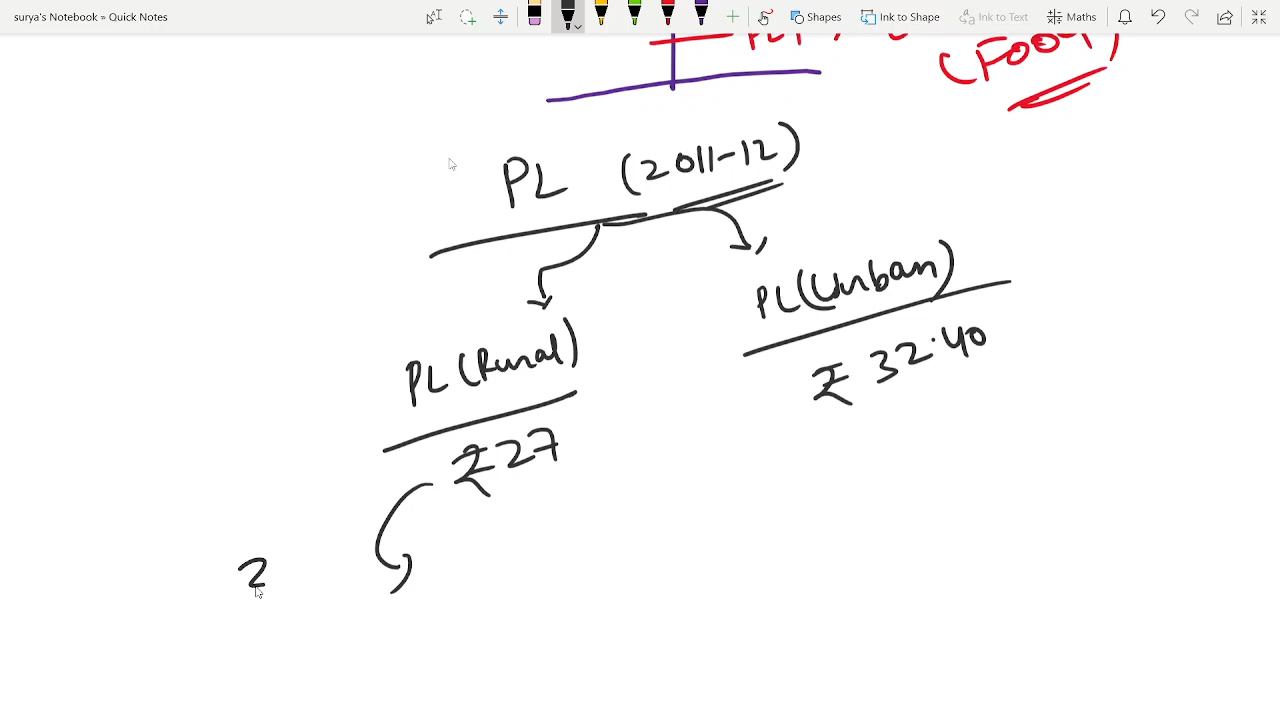 surya's Notebook » Quick Notes
Shapes
Ink to Shape
Ink to Text
Maths
(Food)
PL (2011-12)
PL (Urban)
₹ 32.40
PL (Rural)
₹ 27
2